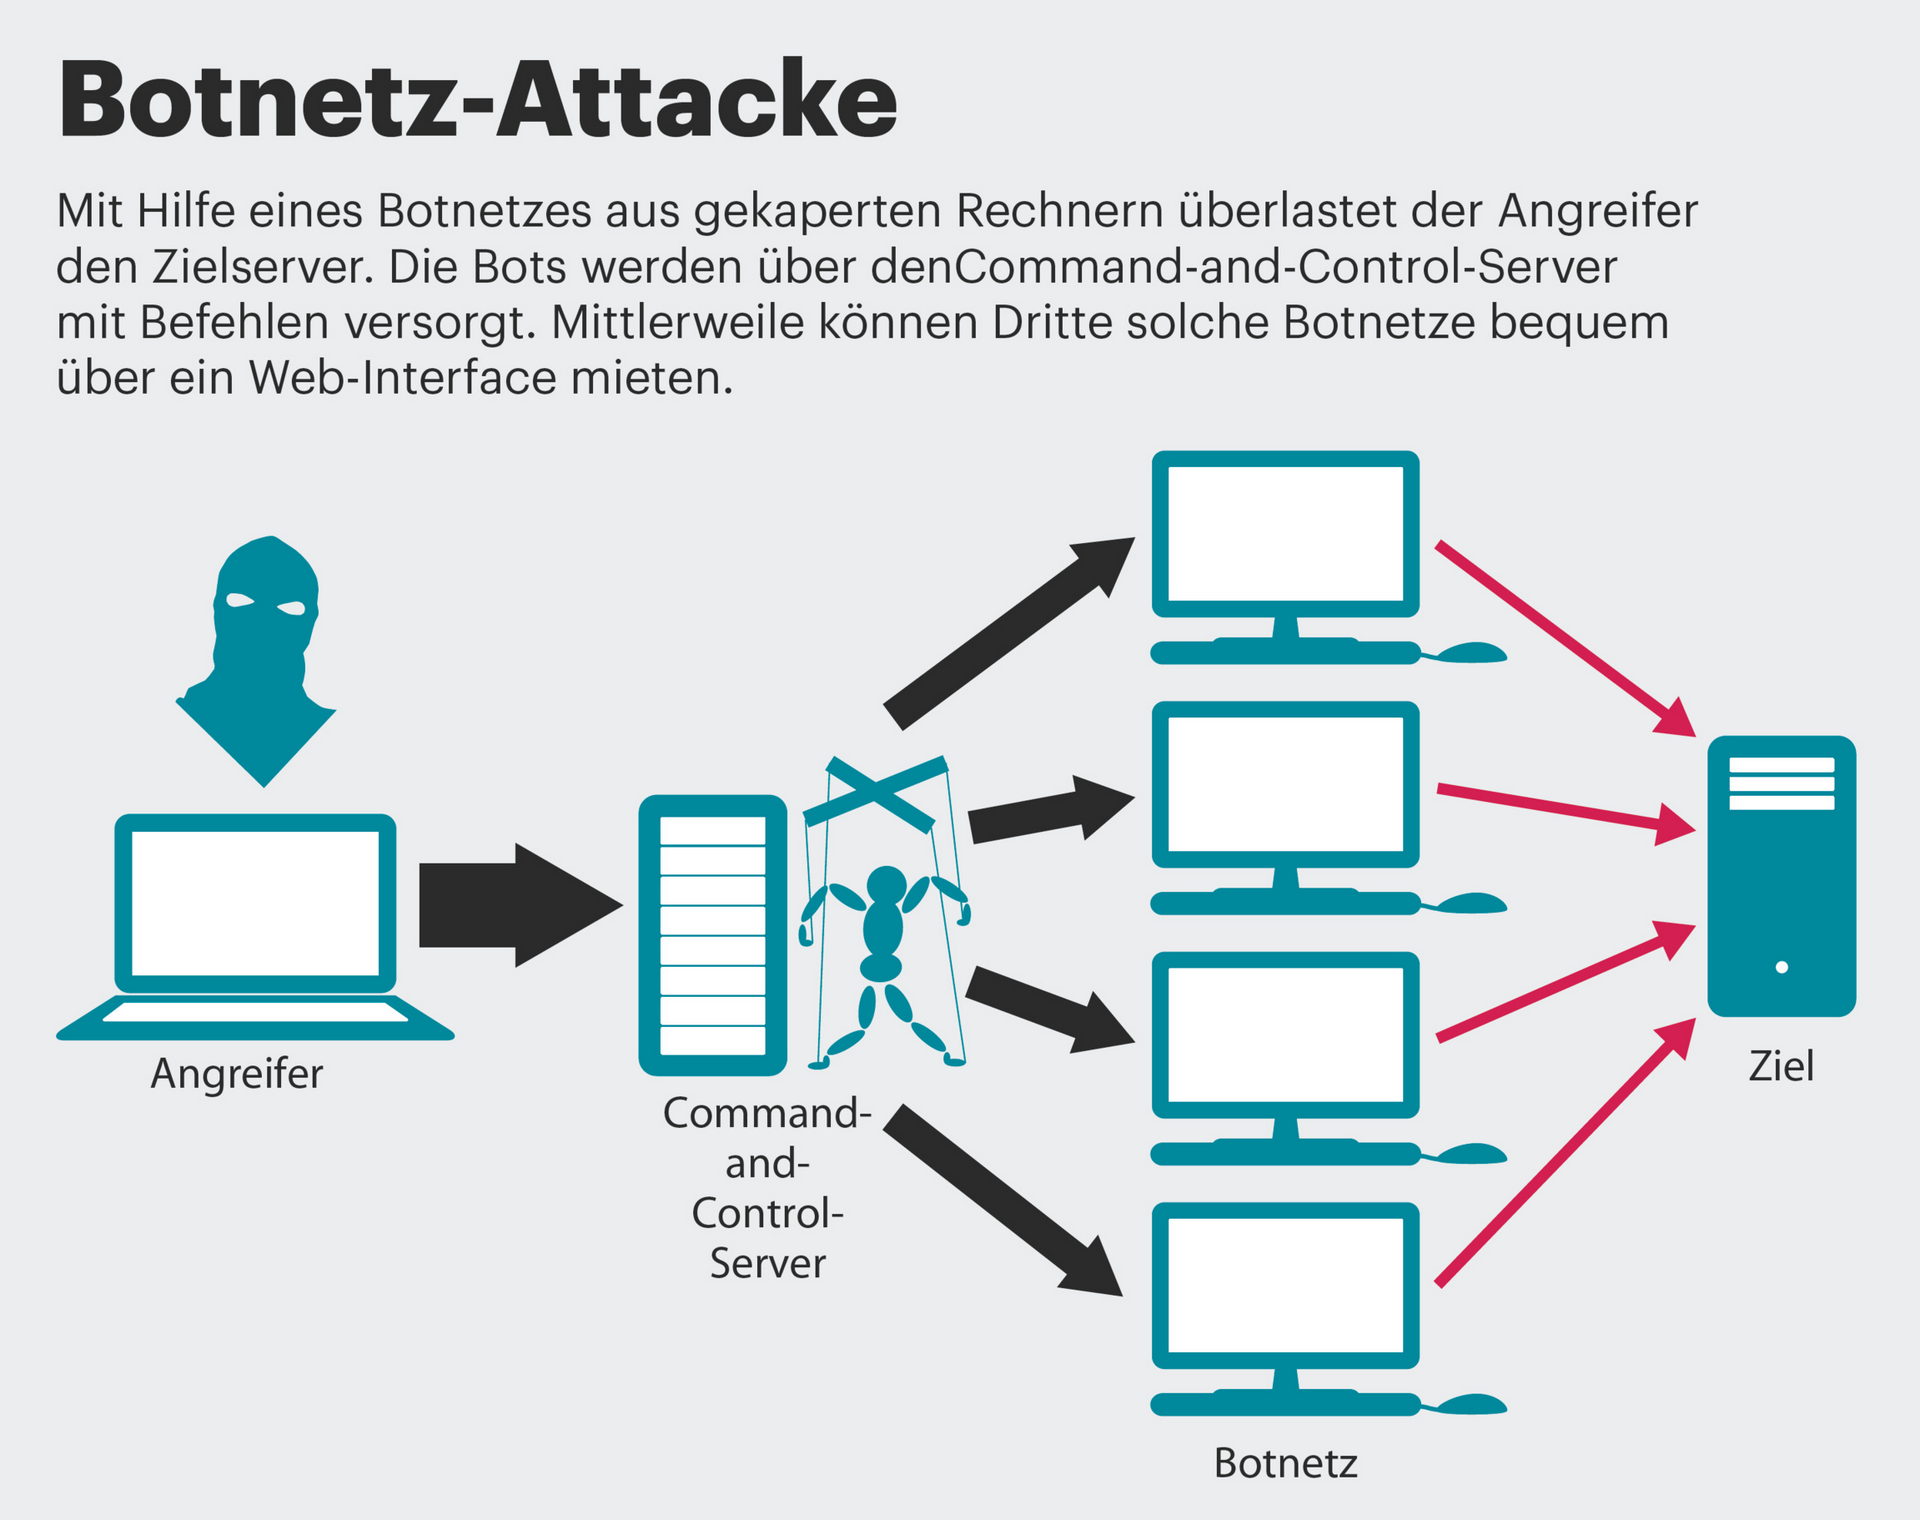 Botnetz-Attacke
Mit Hilfe eines Botnetzes aus gekaperten Rechnern überlastet der Angreifer
den Zielserver. Die Bots werden über denCommand-and-Control-Server
mit Befehlen versorgt. Mittlerweile können Dritte solche Botnetze bequem
über ein Web-Interface mieten.
Angreifer
Command-
and-
Control-
Server
Botnetz
Ziel